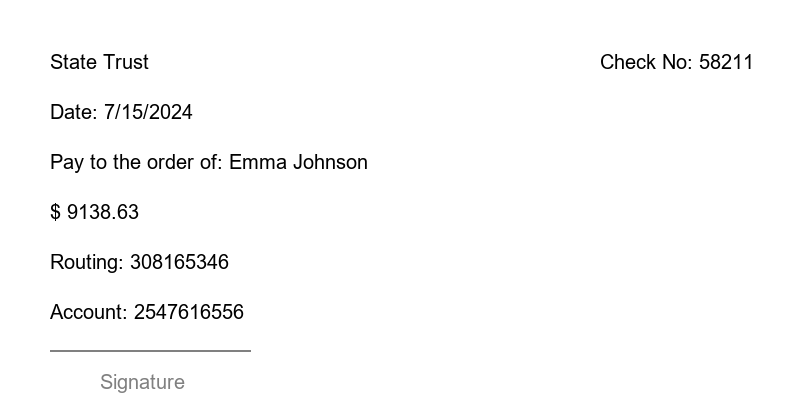 State Trust
Check No: 58211
Date: 7/15/2024
Pay to the order of: Emma Johnson
$ 9138.63
Routing: 308165346
Account: 2547616556
Signature